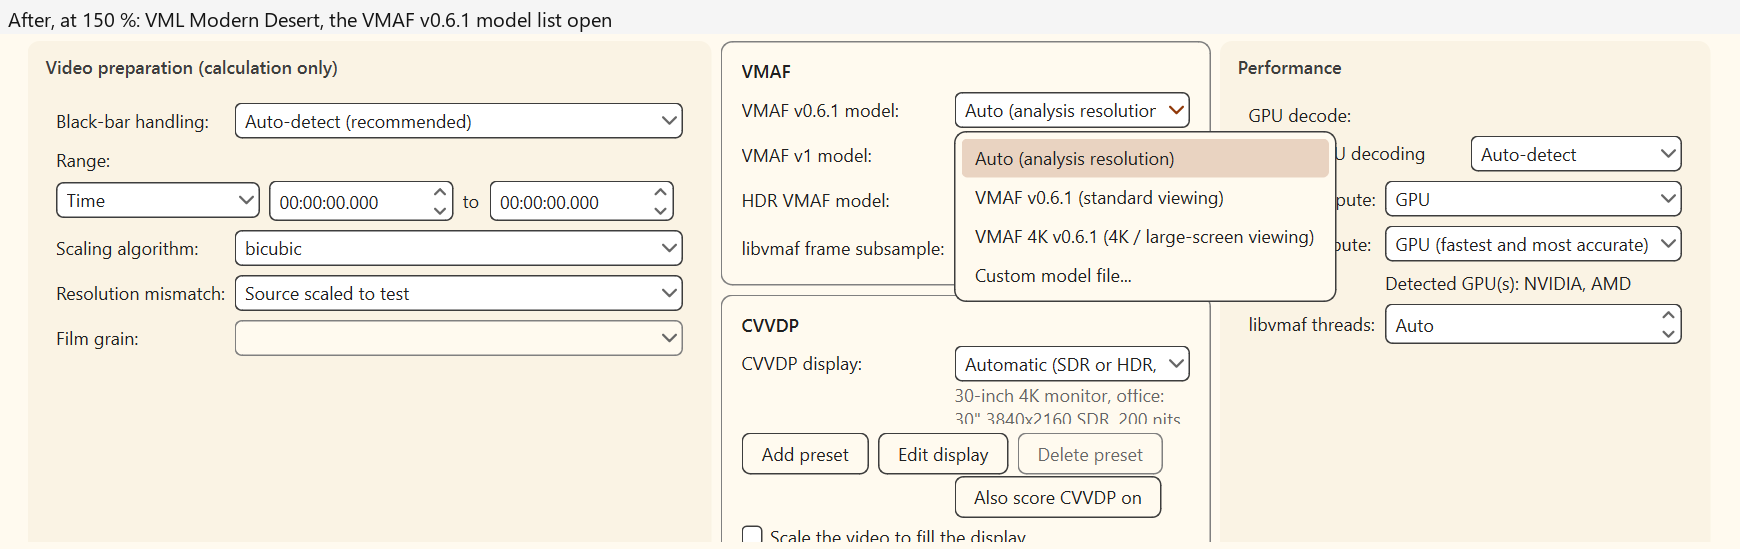 After, at 150 %: VML Modern Desert, the VMAF v0.6.1 model list open
Video preparation (calculation only)
Black-bar handling:
Auto-detect (recommended)
Range:
Time
00:00:00.000
to
00:00:00.000
Scaling algorithm:
bicubic
Resolution mismatch:
Source scaled to test
Film grain:
VMAF
VMAF v0.6.1 model:
Auto (analysis resolution
VMAF v1 model:
HDR VMAF model:
libvmaf frame subsample:
Auto (analysis resolution)
VMAF v0.6.1 (standard viewing)
VMAF 4K v0.6.1 (4K / large-screen viewing)
Custom model file...
CVVDP
CVVDP display:
Automatic (SDR or HDR,
30-inch 4K monitor, office:
30" 3840x2160 SDR, 200 nits
Add preset
Edit display
Delete preset
Also score CVVDP on
Scale the video to fill the display
Performance
GPU decode:
U decoding
Auto-detect
pute:
GPU
bute:
GPU (fastest and most accurate)
Detected GPU(s): NVIDIA, AMD
libvmaf threads:
Auto